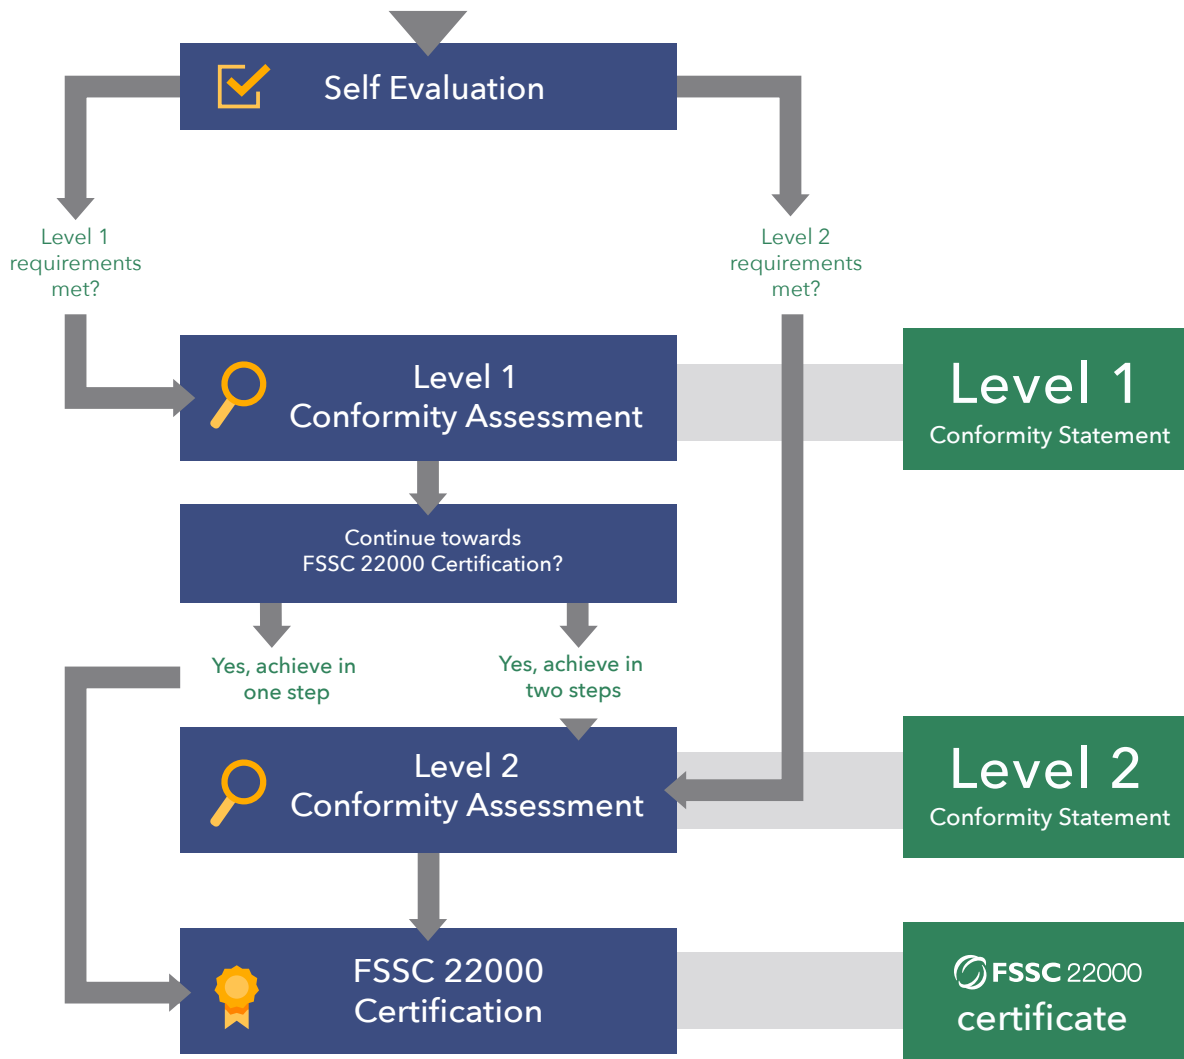 Self Evaluation
Level 1
requirements
met?
Level 2
requirements
met?
Level 1
Conformity Assessment
Level 1
Conformity Statement
Continue towards
FSSC 22000 Certification?
Yes, achieve in
one step
Yes, achieve in
two steps
Level 2
Conformity Assessment
Level 2
Conformity Statement
FSSC 22000
Certification
FSSC 22000
certificate